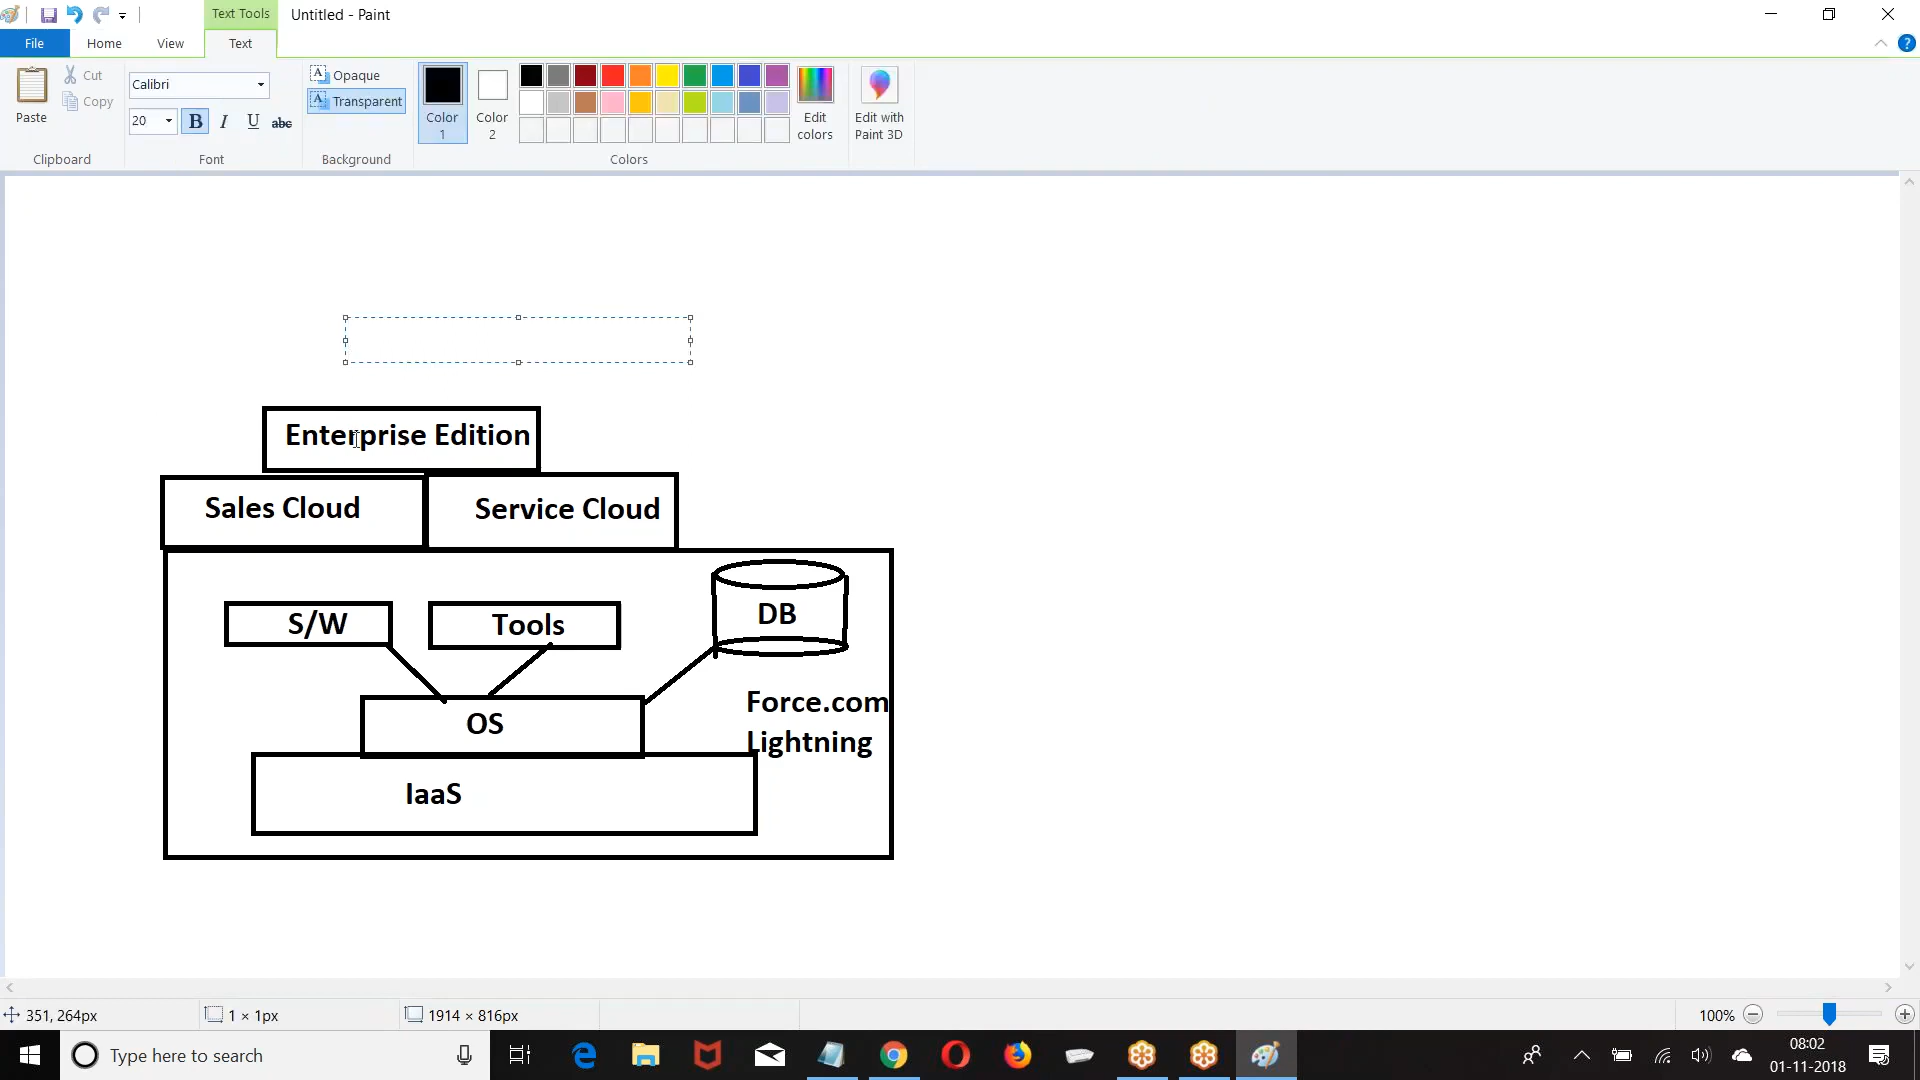 Text Tools
Untitled - Paint
File
Home
View
Text
Paste
Cut
Copy
Clipboard
Calibri
20
B
I
U
abc
Font
A Opaque
A Transparent
Background
Color 1
Color 2
Colors
Edit colors
Edit with Paint 3D
?
Enterprise Edition
Sales Cloud
Service Cloud
S/W
Tools
DB
OS
Force.com
Lightning
IaaS
351, 264px
1 × 1px
1914 × 816px
100%
Type here to search
08:02
01-11-2018